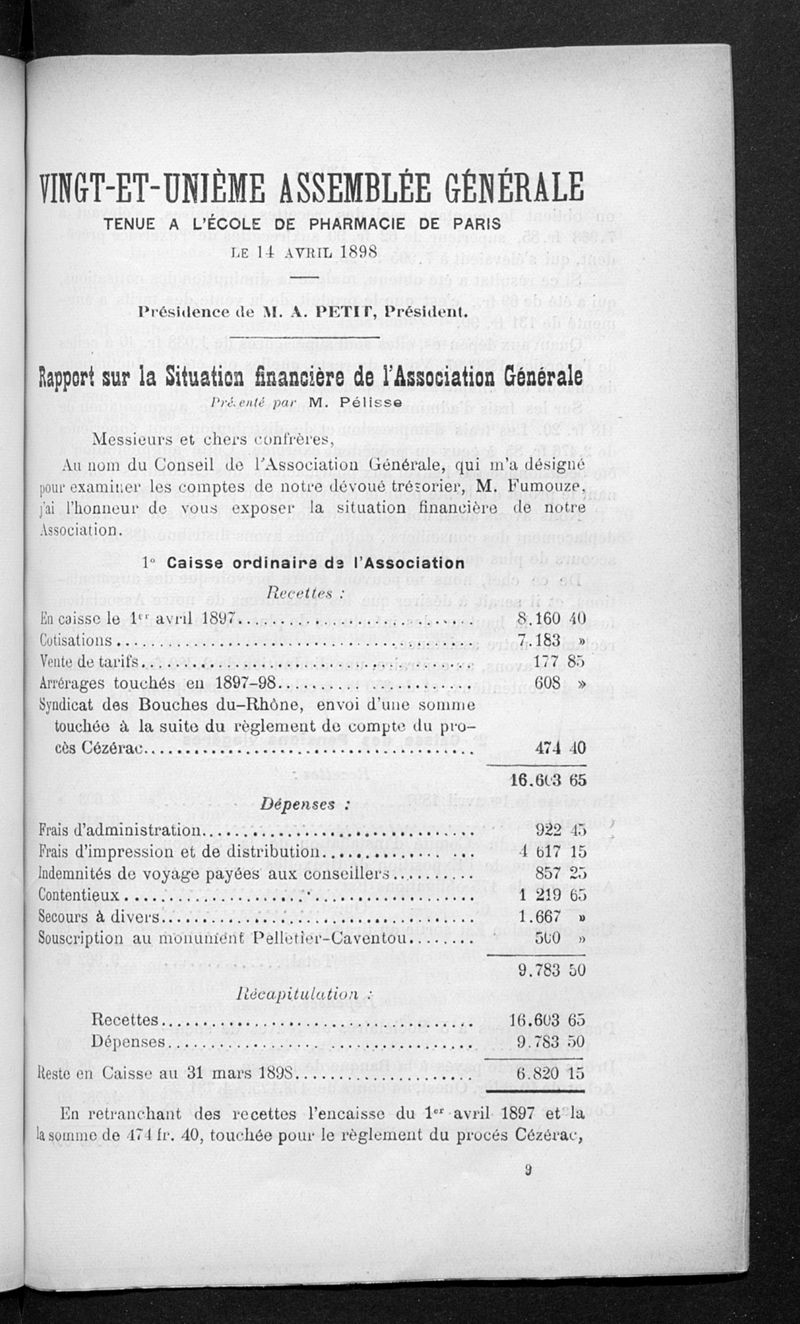 VINGT-ET-UNIÈME ASSEMBLÉE GÉNÉRALE
TENUE A L'ÉCOLE DE PHARMACIE DE PARIS
LE 14 AVRIL 1898
Présidence de M. A. PETIT, Président.
Rapport sur la Situation financière de l'Association Générale
Présenté par M. Pélisse
Messieurs et chers confrères,
Au nom du Conseil de l'Association Générale, qui m'a désigné
pour examiner les comptes de notre dévoué trésorier, M. Fumouze,
j'ai l'honneur de vous exposer la situation financière de notre
Association.
1° Caisse ordinaire de l'Association
Recettes :
En caisse le 1er avril 1897........ 8.160 40
Cotisations........ 7.183 »
Vente de tarifs........ 177 85
Arrérages touchés en 1897-98........ 608 »
Syndicat des Bouches du-Rhône, envoi d'une somme
touchée à la suite du règlement de compte du pro-
cès Cézérac........ 474 40
16.603 65
Dépenses :
Frais d'administration........ 922 45
Frais d'impression et de distribution........ 4 617 15
Indemnités de voyage payées aux conseillers........ 857 25
Contentieux........ 1 219 65
Secours à divers........ 1.667 »
Souscription au monument Pelletier-Caventou........ 500 »
9.783 50
Récapitulation :
Recettes........ 16.603 65
Dépenses........ 9.783 50
Reste en Caisse au 31 mars 1898........ 6.820 15
En retranchant des recettes l'encaisse du 1er avril 1897 et la
la somme de 474 fr. 40, touchée pour le règlement du procés Cézérac,
9